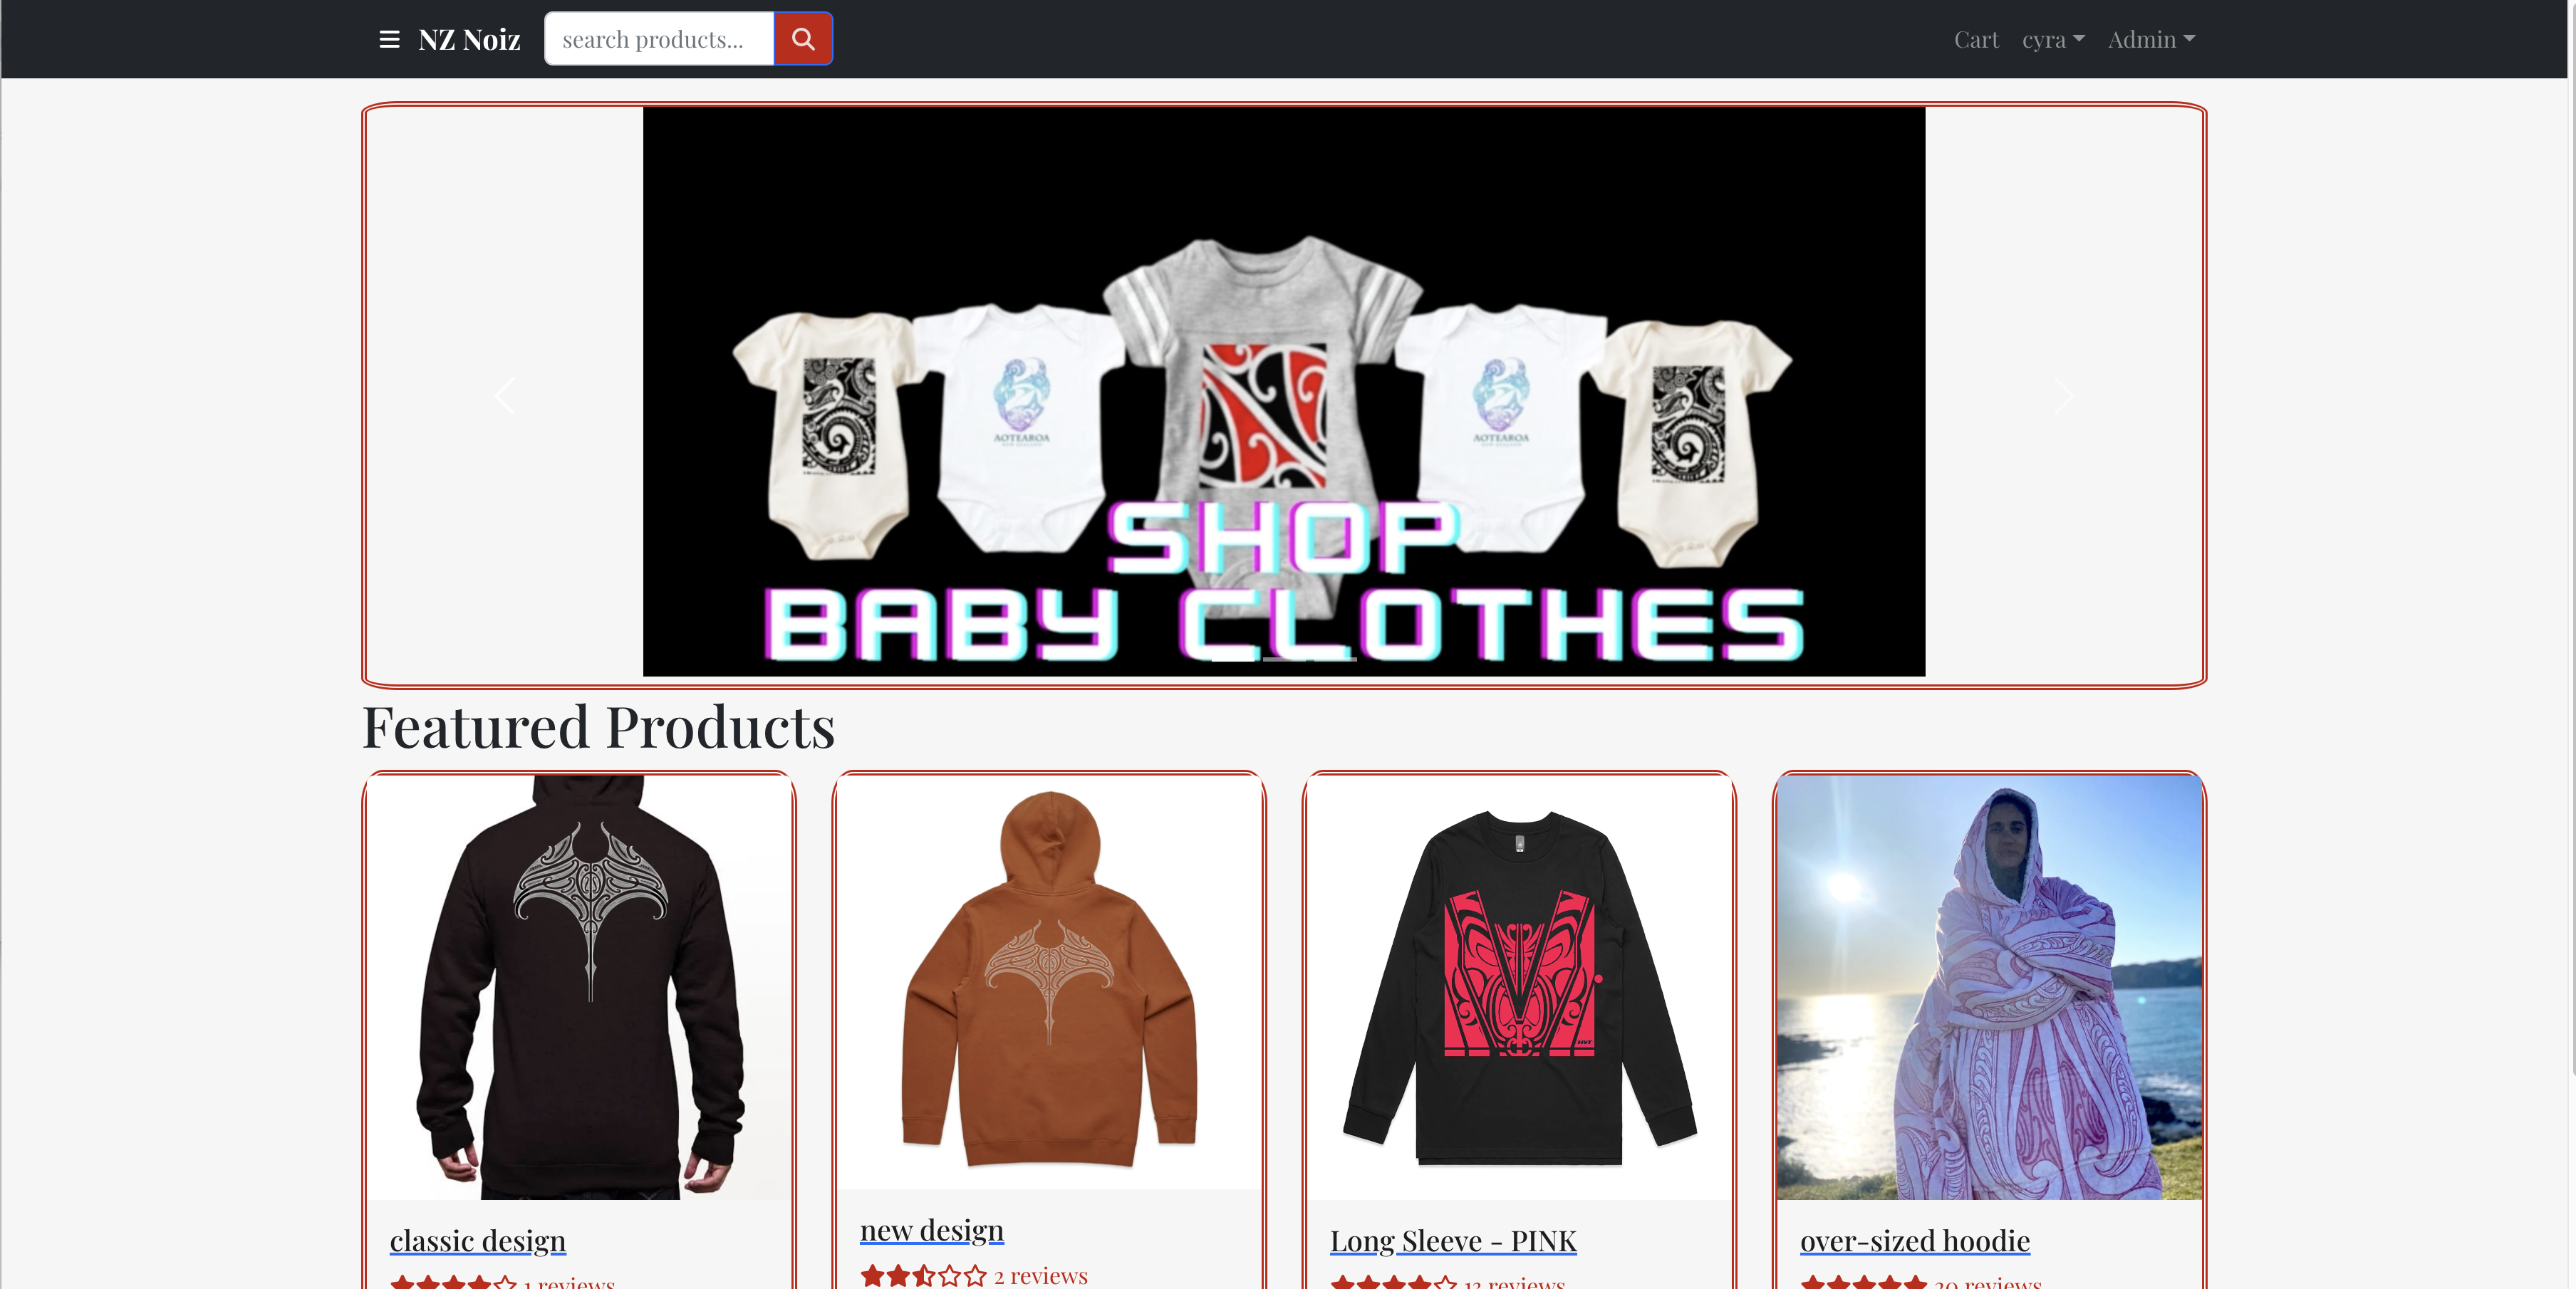 NZ Noiz
search products...
Cart
cyra
Admin
AOTEAROA
AOTEAROA
SHOP
BABY CLOTHES
Featured Products
classic design
1 reviews
new design
2 reviews
Long Sleeve - PINK
13 reviews
over-sized hoodie
20 reviews